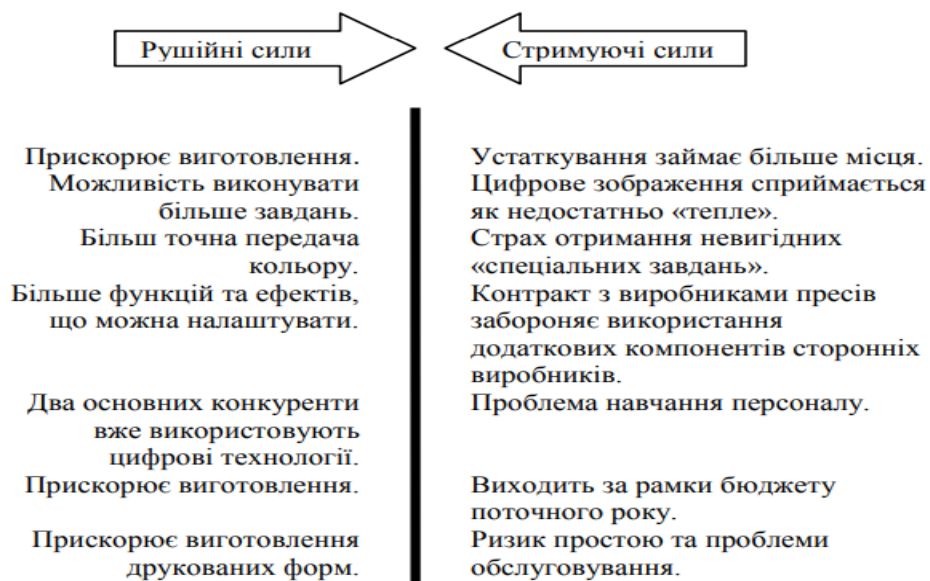 Рушійні сили
Стримуючі сили
Прискорює виготовлення.
Можливість виконувати
більше завдань.
Більш точна передача
кольору.
Більше функцій та ефектів,
що можна налаштувати.
Два основних конкуренти
вже використовують
цифрові технології.
Прискорює виготовлення.
Прискорює виготовлення
друкованих форм.
Устаткування займає більше місця.
Цифрове зображення сприймається
як недостатньо «тепле».
Страх отримання невигідних
«спеціальних завдань».
Контракт з виробниками пресів
забороняє використання
додаткових компонентів сторонніх
виробників.
Проблема навчання персоналу.
Виходить за рамки бюджету
поточного року.
Ризик простою та проблеми
обслуговування.